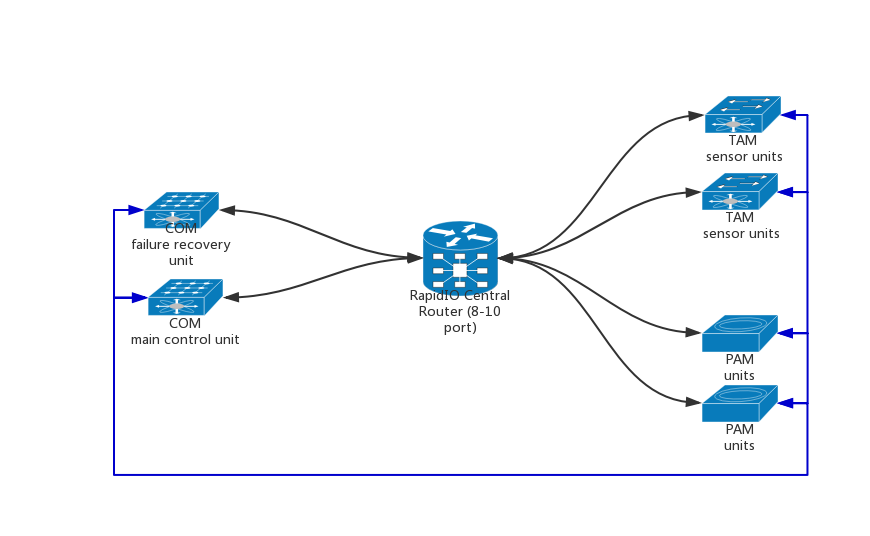 COM
failure recovery
unit
COM
main control unit
RapidIO Central
Router (8-10
port)
TAM
sensor units
TAM
sensor units
PAM
units
PAM
units